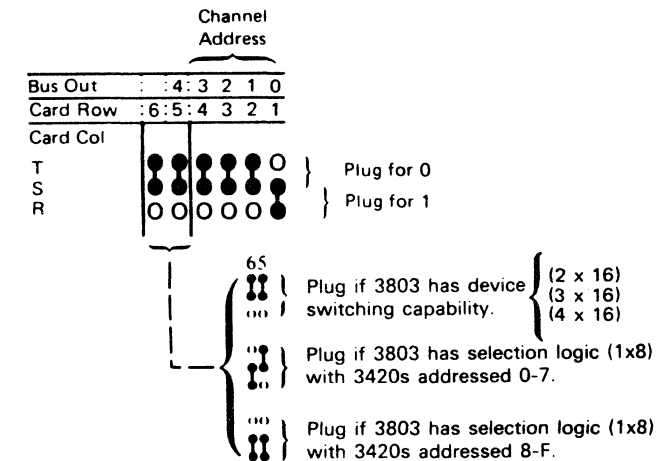 Channel
Address
Bus Out : :4: 3 2 1 0
Card Row :6:5: 4 3 2 1
Card Col
T
S
R
Plug for 0
Plug for 1
65
Plug if 3803 has device
switching capability.
(2 x 16)
(3 x 16)
(4 x 16)
Plug if 3803 has selection logic (1x8)
with 3420s addressed 0-7.
Plug if 3803 has selection logic (1x8)
with 3420s addressed 8-F.